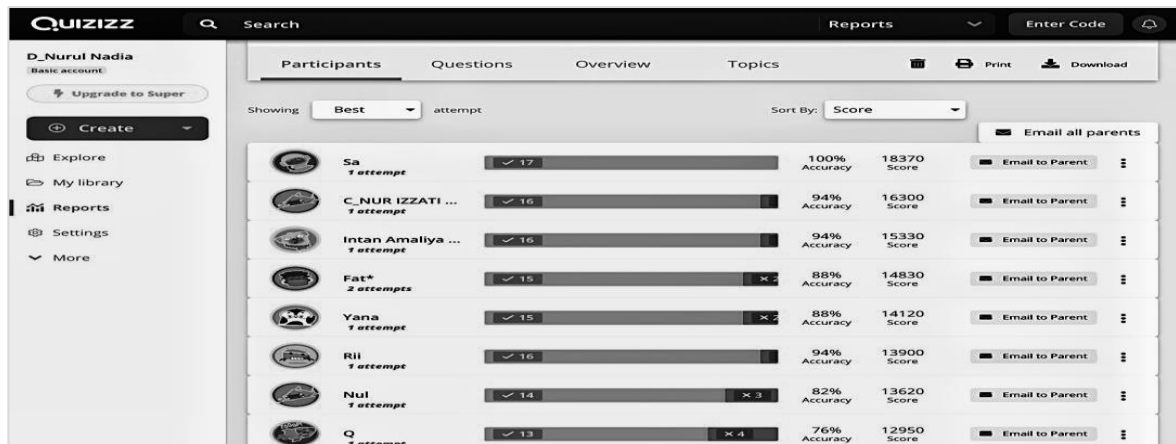 QUIZIZZ Search Reports Enter Code
D_Nurul Nadia
Basic account
Upgrade to Super
Create
Explore
My library
Reports
Settings
More
Participants Questions Overview Topics Print Download
Showing Best attempt Sort By: Score
Email all parents
Sa 17 100% 18370 Email to Parent
1 attempt Accuracy Score
C_NUR IZZATI ... 16 94% 16300 Email to Parent
1 attempt Accuracy Score
Intan Amaliya ... 16 94% 15330 Email to Parent
1 attempt Accuracy Score
Fat* 15 2 88% 14830 Email to Parent
2 attempts Accuracy Score
Yana 15 2 88% 14120 Email to Parent
1 attempt Accuracy Score
Rii 16 94% 13900 Email to Parent
1 attempt Accuracy Score
Nul 14 3 82% 13620 Email to Parent
1 attempt Accuracy Score
Q 13 4 76% 12950 Email to Parent
1 attempt Accuracy Score